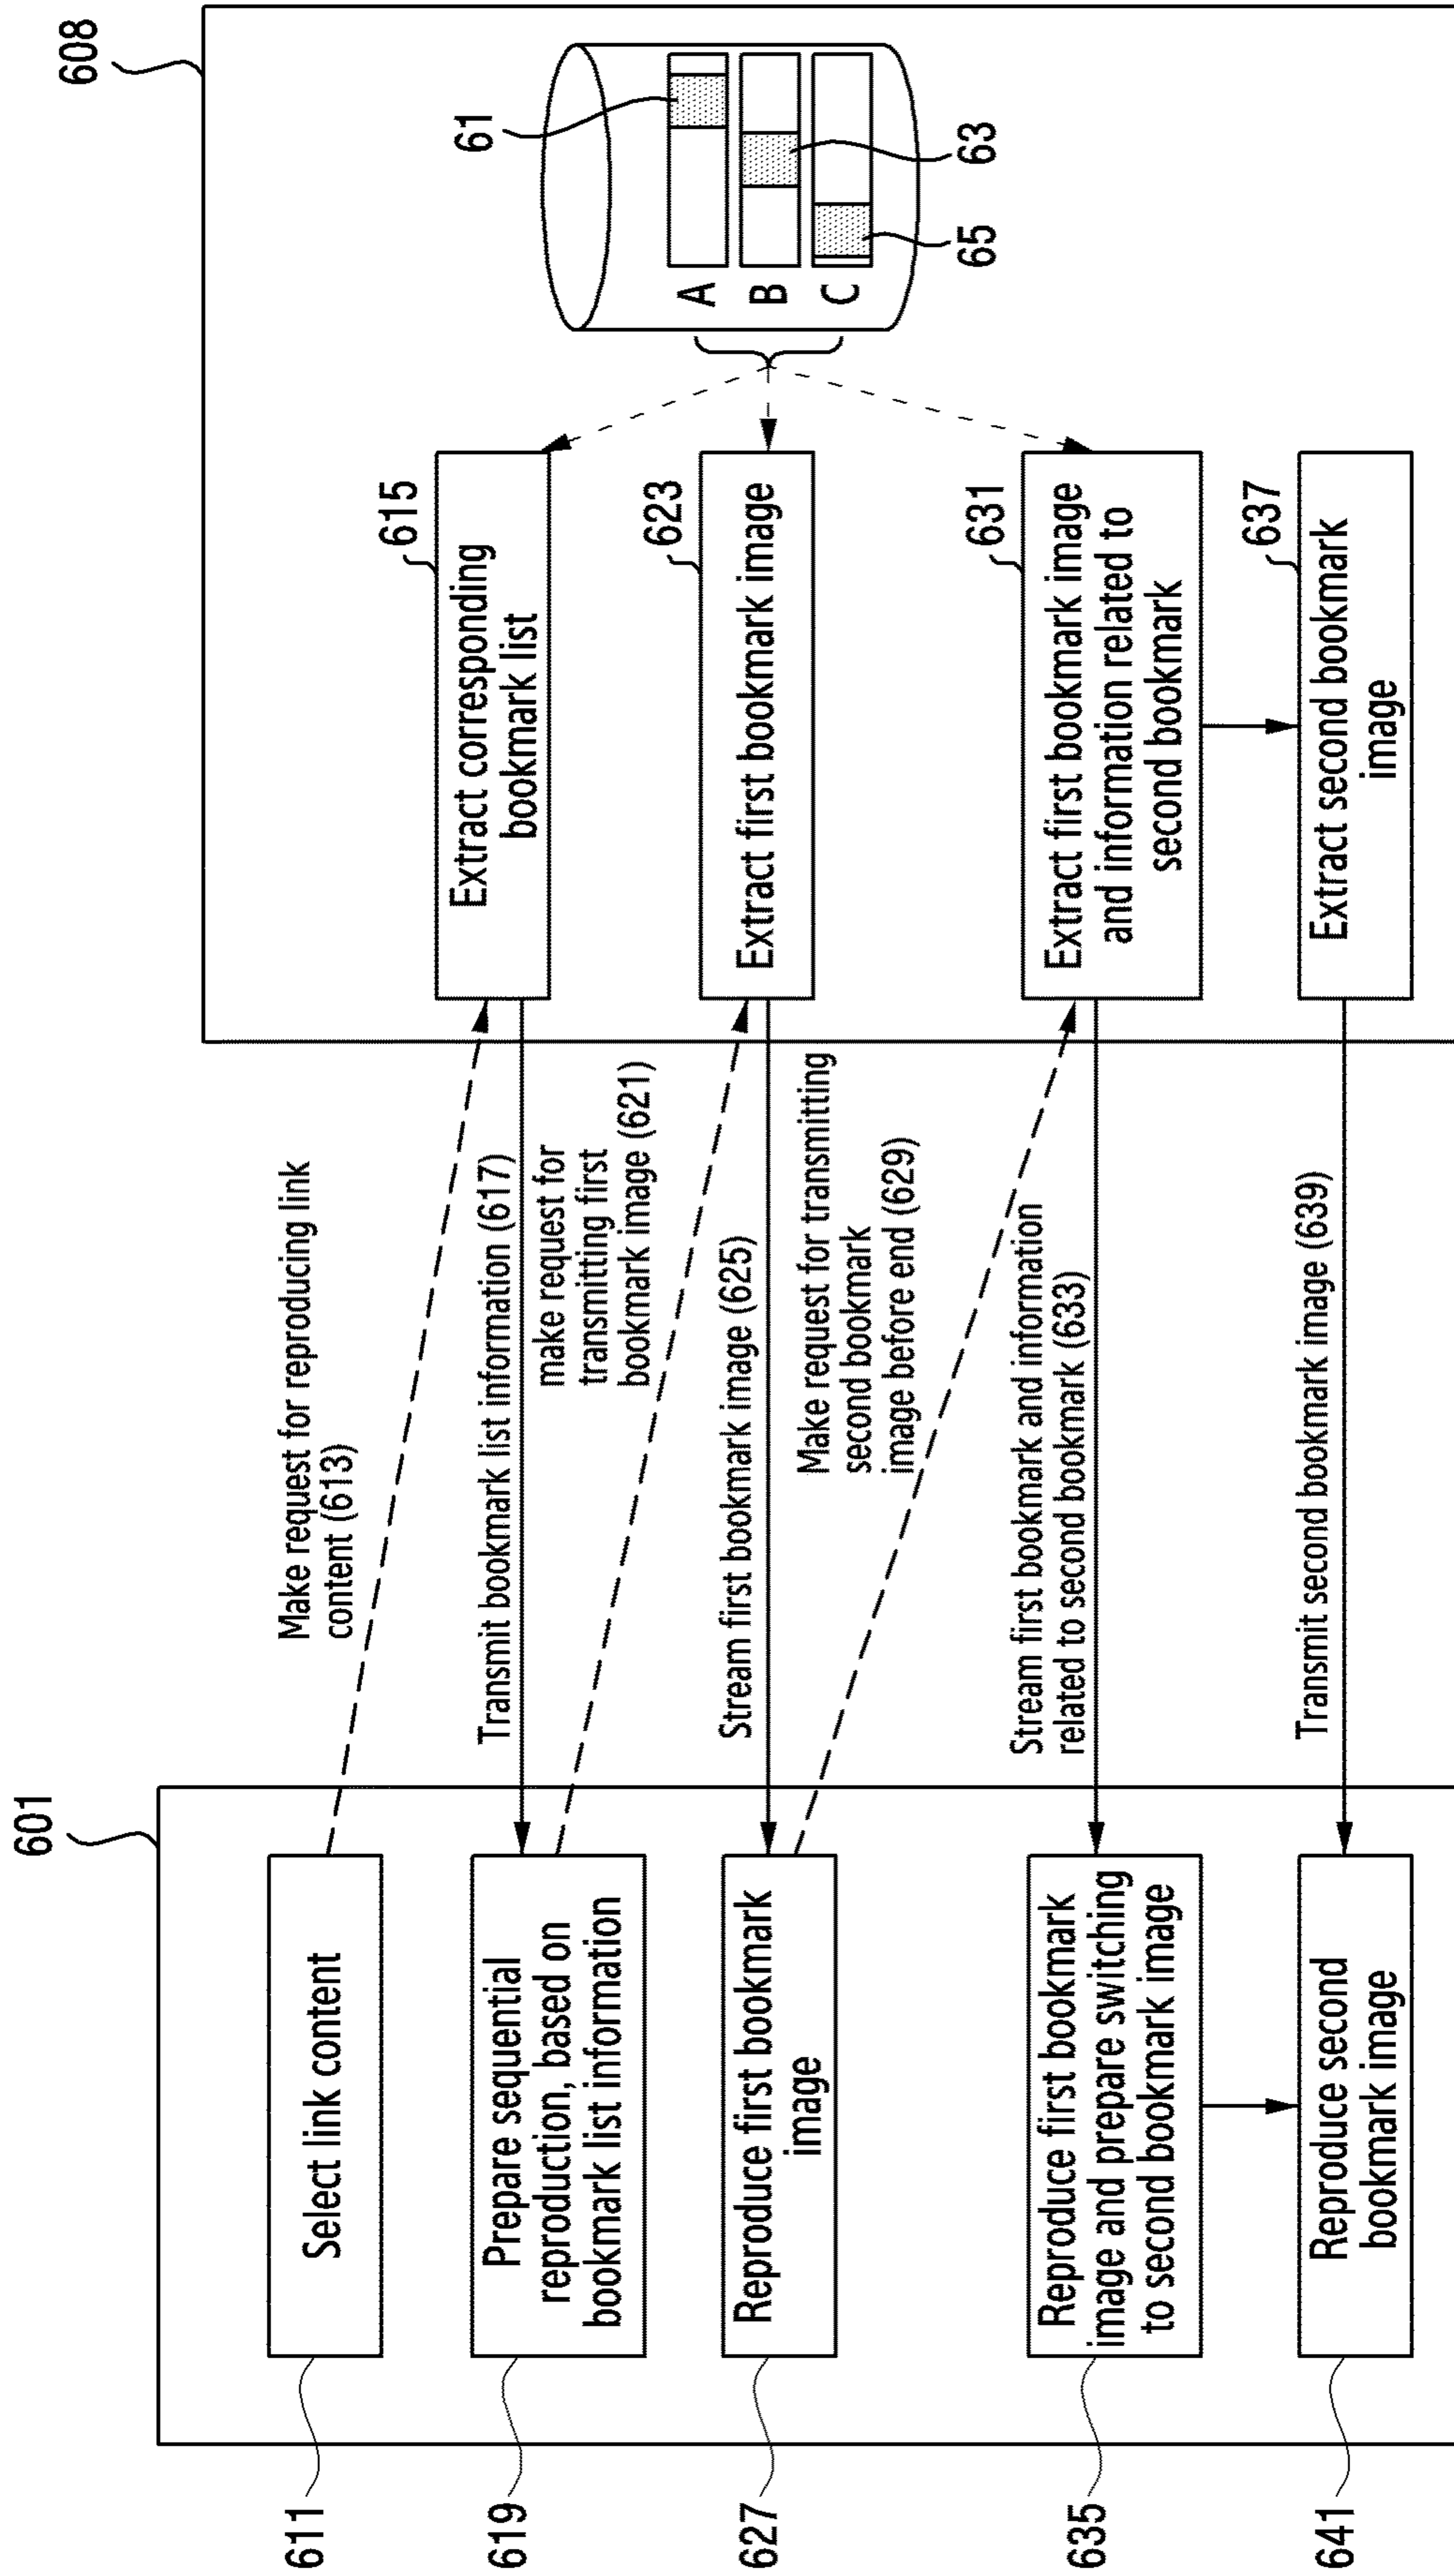 601
608
611
Select link content
Make request for reproducing link
content (613)
615
Extract corresponding
bookmark list
61
A
B
C
63
65
Transmit bookmark list information (617)
619
Prepare sequential
reproduction, based on
bookmark list information
make request for
transmitting first
bookmark image (621)
623
Extract first bookmark image
Stream first bookmark image (625)
627
Reproduce first bookmark
image
Make request for transmitting
second bookmark
image before end (629)
631
Extract first bookmark image
and information related to
second bookmark
Stream first bookmark and information
related to second bookmark (633)
635
Reproduce first bookmark
image and prepare switching
to second bookmark image
637
Extract second bookmark
image
Transmit second bookmark image (639)
641
Reproduce second
bookmark image